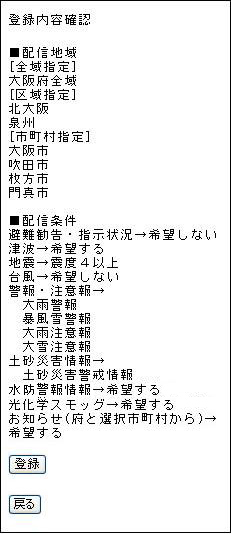 登録内容確認
■配信地域
[全域指定]
大阪府全域
[区域指定]
北大阪
泉州
[市町村指定]
大阪市
吹田市
枚方市
門真市
■配信条件
避難勧告・指示状況→希望しない
津波→希望する
地震→震度４以上
台風→希望しない
警報・注意報→
大雨警報
暴風雪警報
大雨注意報
大雪注意報
土砂災害情報→
土砂災害警戒情報
水防警報情報→希望する
光化学スモッグ→希望する
お知らせ(府と選択市町村から)→
希望する
登録
戻る